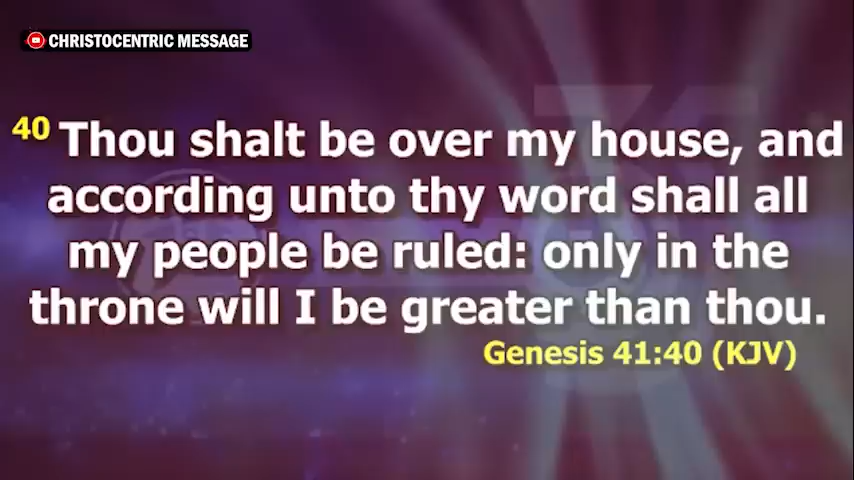 CHRISTOCENTRIC MESSAGE
40 Thou shalt be over my house, and
according unto thy word shall all
my people be ruled: only in the
throne will I be greater than thou.
Genesis 41:40 (KJV)